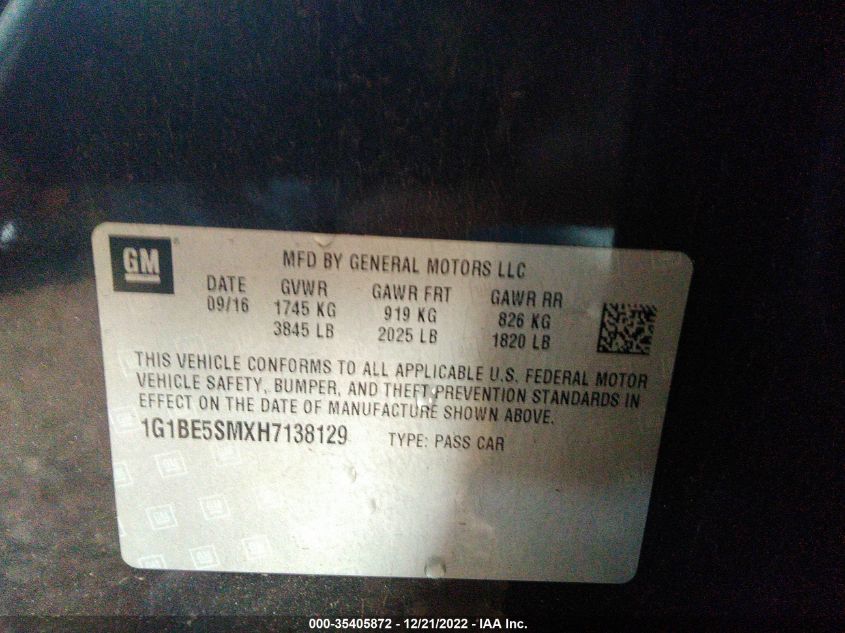 GM
MFD BY GENERAL MOTORS LLC
DATE GVWR GAWR FRT GAWR RR
09/16 1745 KG 919 KG 826 KG
3845 LB 2025 LB 1820 LB
THIS VEHICLE CONFORMS TO ALL APPLICABLE U.S. FEDERAL MOTOR
VEHICLE SAFETY, BUMPER, AND THEFT PREVENTION STANDARDS IN
EFFECT ON THE DATE OF MANUFACTURE SHOWN ABOVE.
1G1BE5SMXH7138129 TYPE: PASS CAR
000-35405872 - 12/21/2022 - IAA Inc.